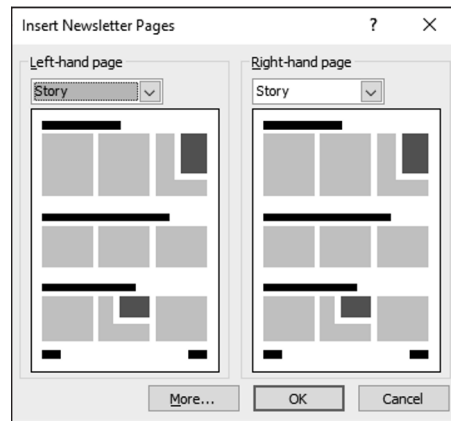 Insert Newsletter Pages ? X
Left-hand page
Story
Right-hand page
Story
More... OK Cancel